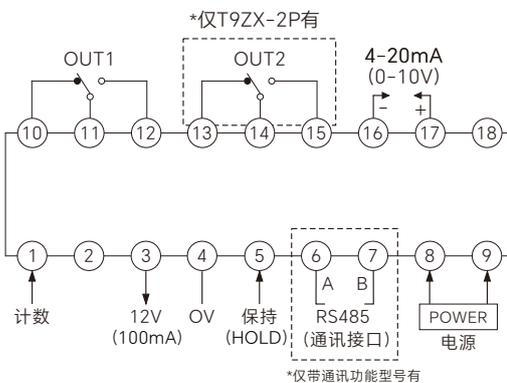 *仅T9ZX-2P有
OUT1
OUT2
4-20mA
(0-10V)
- +
10 11 12 13 14 15 16 17 18
1 2 3 4 5 6 7 8 9
A B
计数
12V
(100mA)
OV
保持
(HOLD)
RS485
(通讯接口)
POWER
电源
*仅带通讯功能型号有